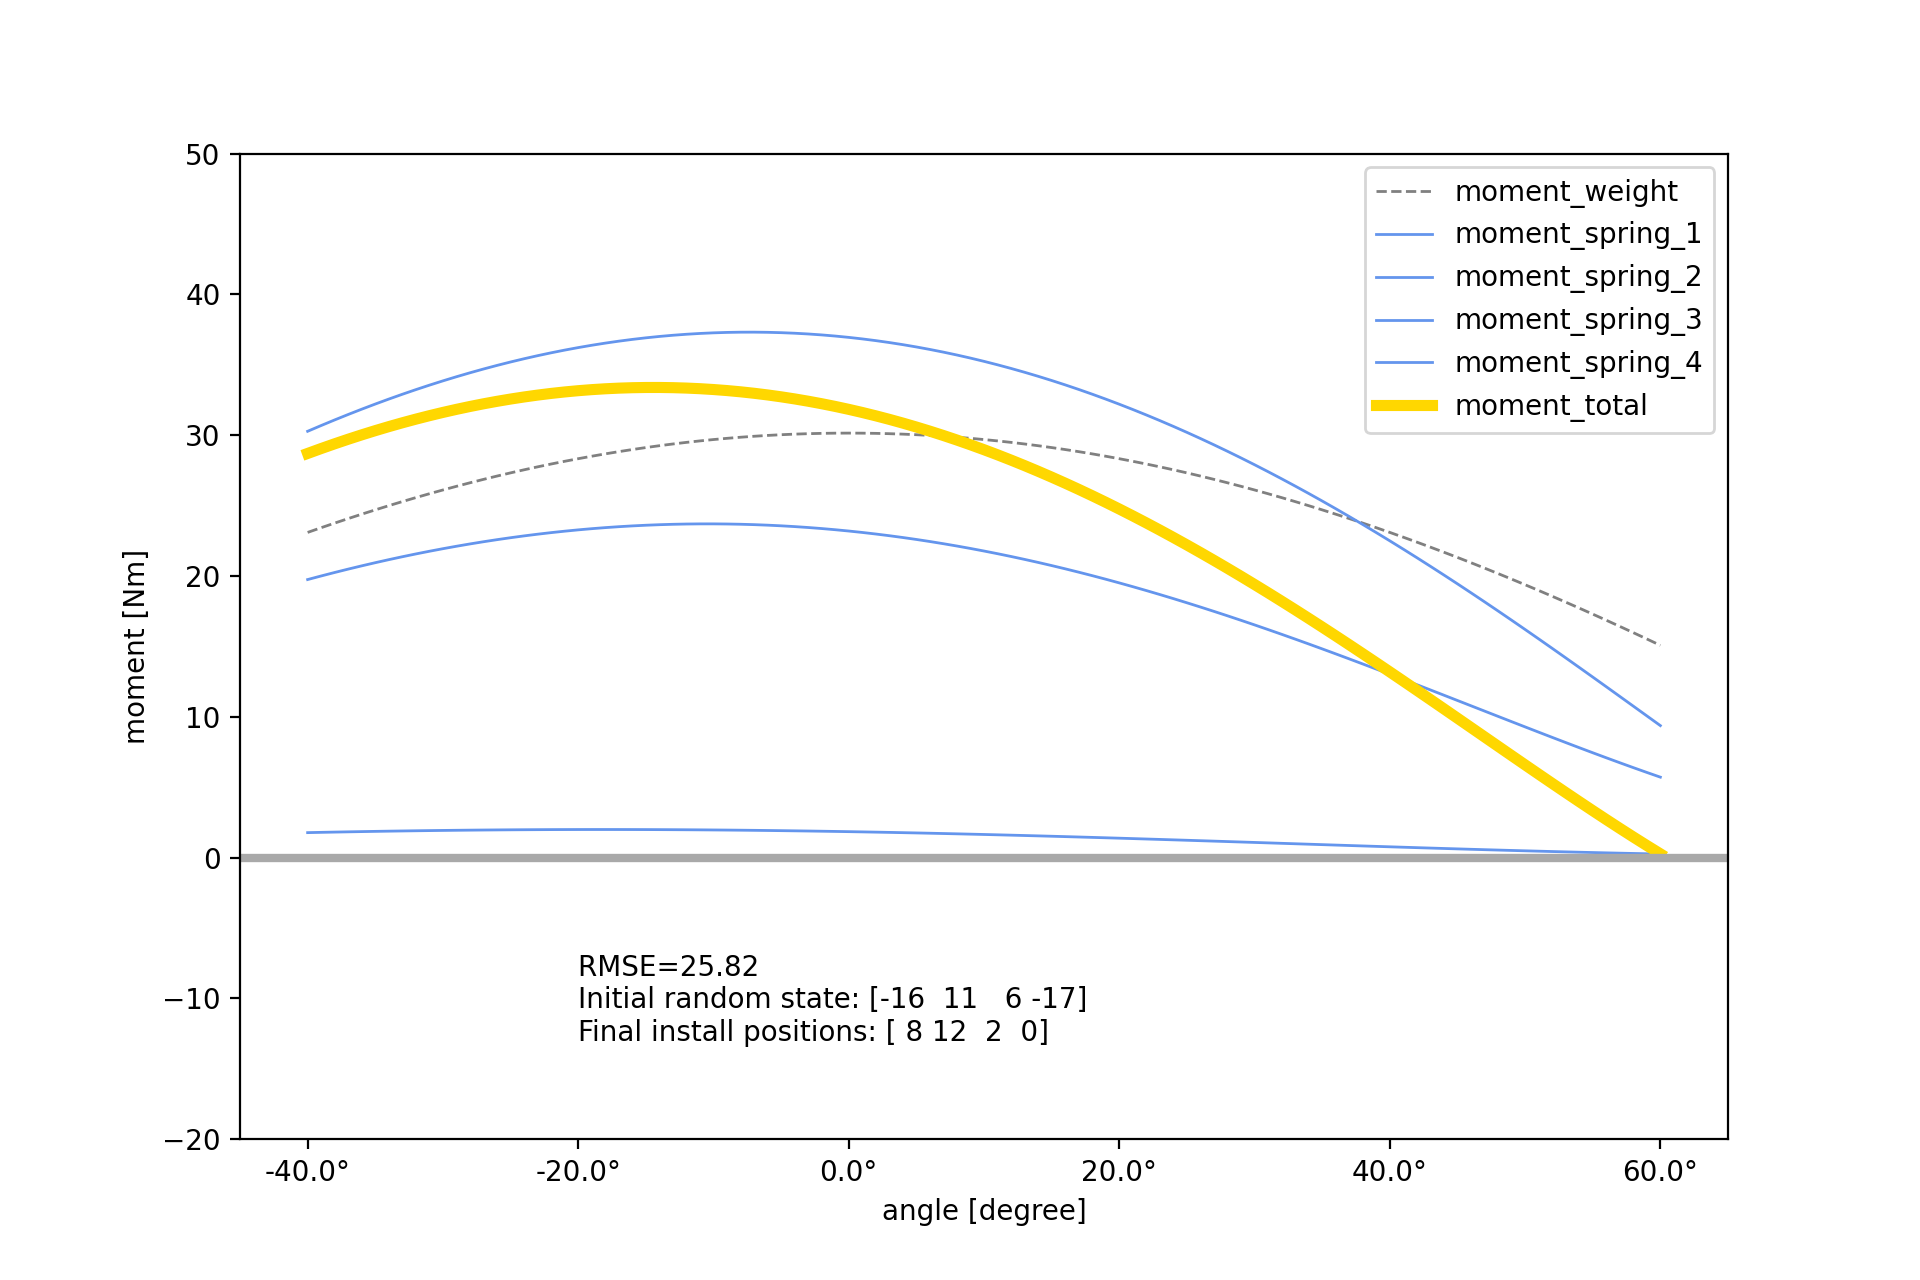 50
40
30
20
10
0
−10
−20
moment [Nm]
moment_weight
moment_spring_1
moment_spring_2
moment_spring_3
moment_spring_4
moment_total
RMSE=25.82
Initial random state: [-16  11   6 -17]
Final install positions: [ 8 12  2  0]
-40.0°
-20.0°
0.0°
20.0°
40.0°
60.0°
angle [degree]